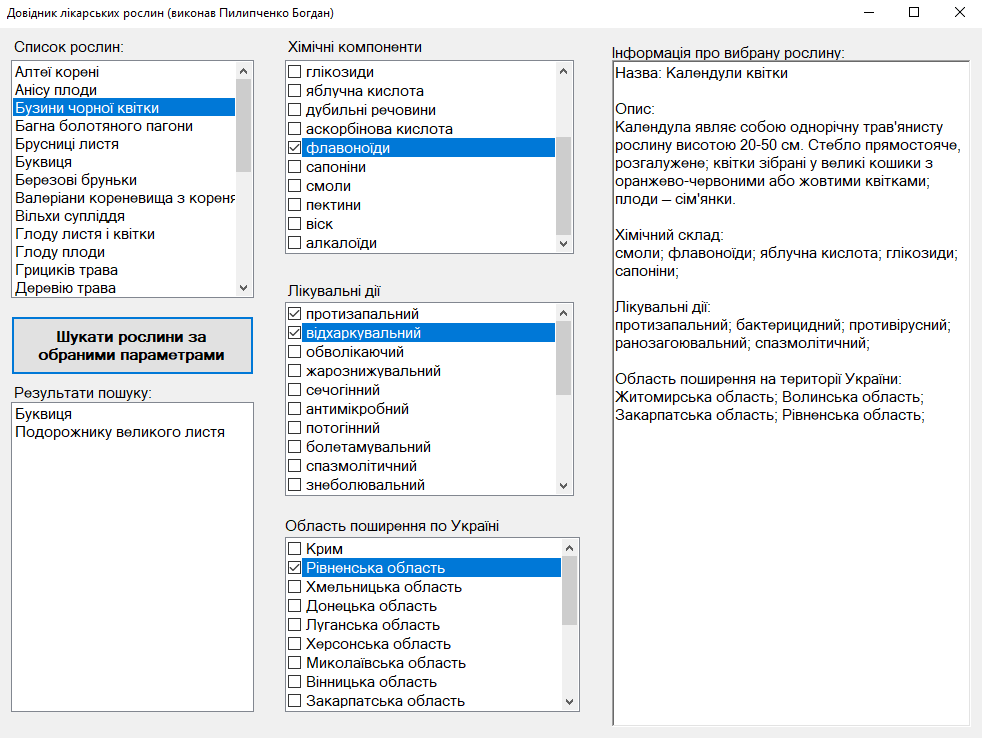 Довідник лікарських рослин (виконав Пилипченко Богдан)
Список рослин:
Алтеї корені
Анісу плоди
Бузини чорної квітки
Багна болотяного пагони
Брусниці листя
Буквиця
Березові бруньки
Валеріани кореневища з кореня
Вільхи супліддя
Глоду листя і квітки
Глоду плоди
Грициків трава
Деревію трава
Шукати рослини за
обраними параметрами
Результати пошуку:
Буквиця
Подорожнику великого листя
Хімічні компоненти
глікозиди
яблучна кислота
дубильні речовини
аскорбінова кислота
флавоноїди
сапоніни
смоли
пектини
віск
алкалоїди
Лікувальні дії
протизапальний
відхаркувальний
обволікаючий
жарознижувальний
сечогінний
антимікробний
потогінний
болетамувальний
спазмолітичний
знеболювальний
Область поширення по Україні
Крим
Рівненська область
Хмельницька область
Донецька область
Луганська область
Херсонська область
Миколаївська область
Вінницька область
Закарпатська область
Інформація про вибрану рослину:
Назва: Календули квітки
Опис:
Календула являє собою однорічну трав'янисту
рослину висотою 20-50 см. Стебло прямостояче,
розгалужене; квітки зібрані у великі кошики з
оранжево-червоними або жовтими квітками;
плоди – сім'янки.
Хімічний склад:
смоли; флавоноїди; яблучна кислота; глікозиди;
сапоніни;
Лікувальні дії:
протизапальний; бактерицидний; противірусний;
ранозагоювальний; спазмолітичний;
Область поширення на території України:
Житомирська область; Волинська область;
Закарпатська область; Рівненська область;